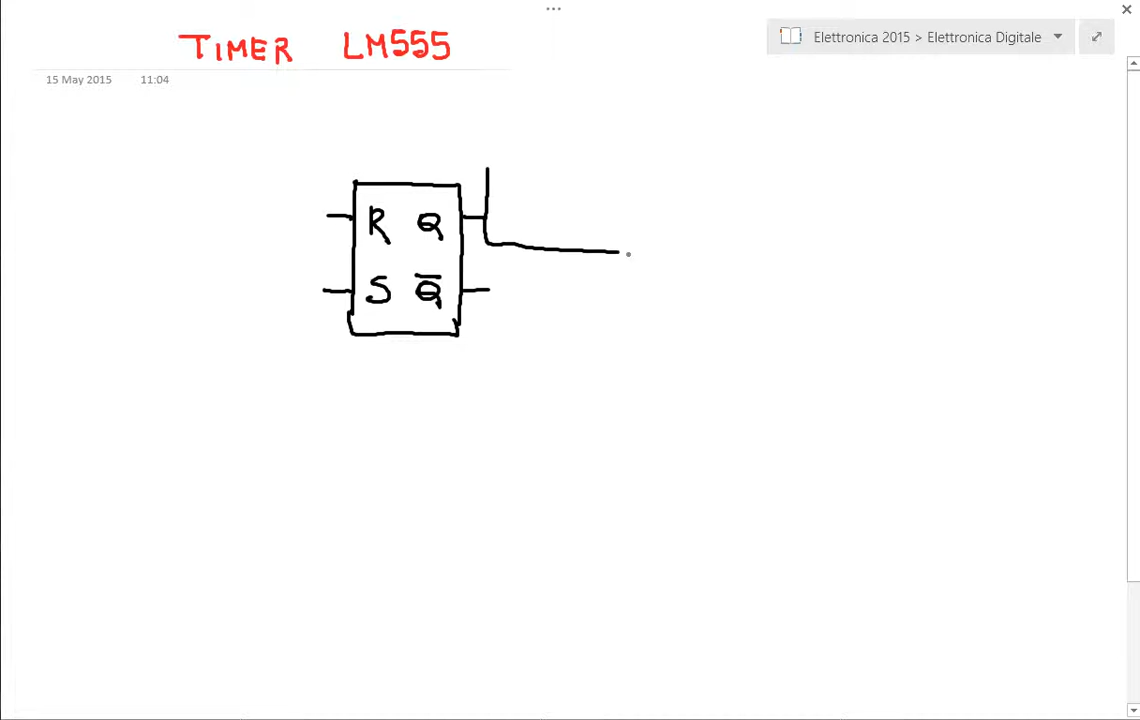 TIMER LM555
Elettronica 2015 > Elettronica Digitale
15 May 2015 11:04
R Q
S Q̅